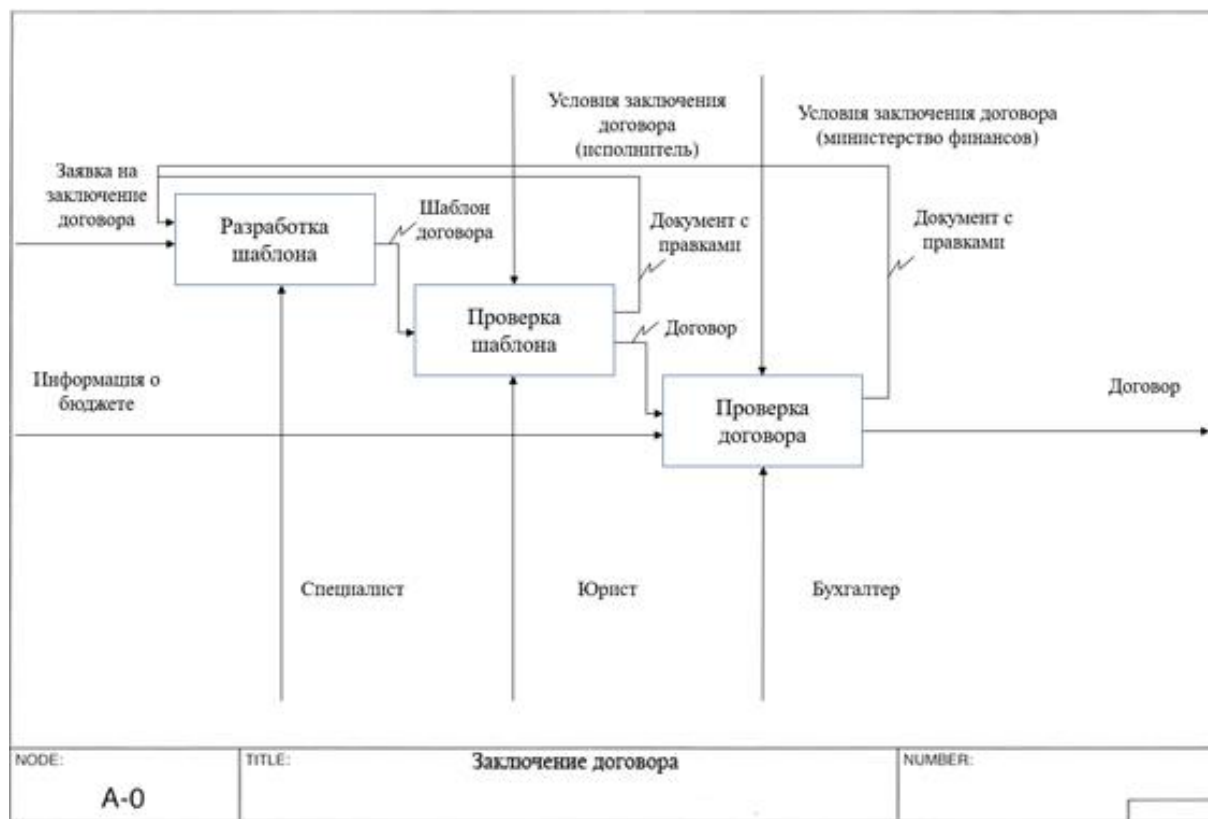 Условия заключения
договора
(исполнитель)
Условия заключения договора
(министерство финансов)
Заявка на
заключение
договора
Разработка
шаблона
Шаблон
договора
Документ с
правками
Документ с
правками
Проверка
шаблона
Договор
Информация о
бюджете
Проверка
договора
Договор
Специалист
Юрист
Бухгалтер
NODE:
A-0
TITLE:
Заключение договора
NUMBER: